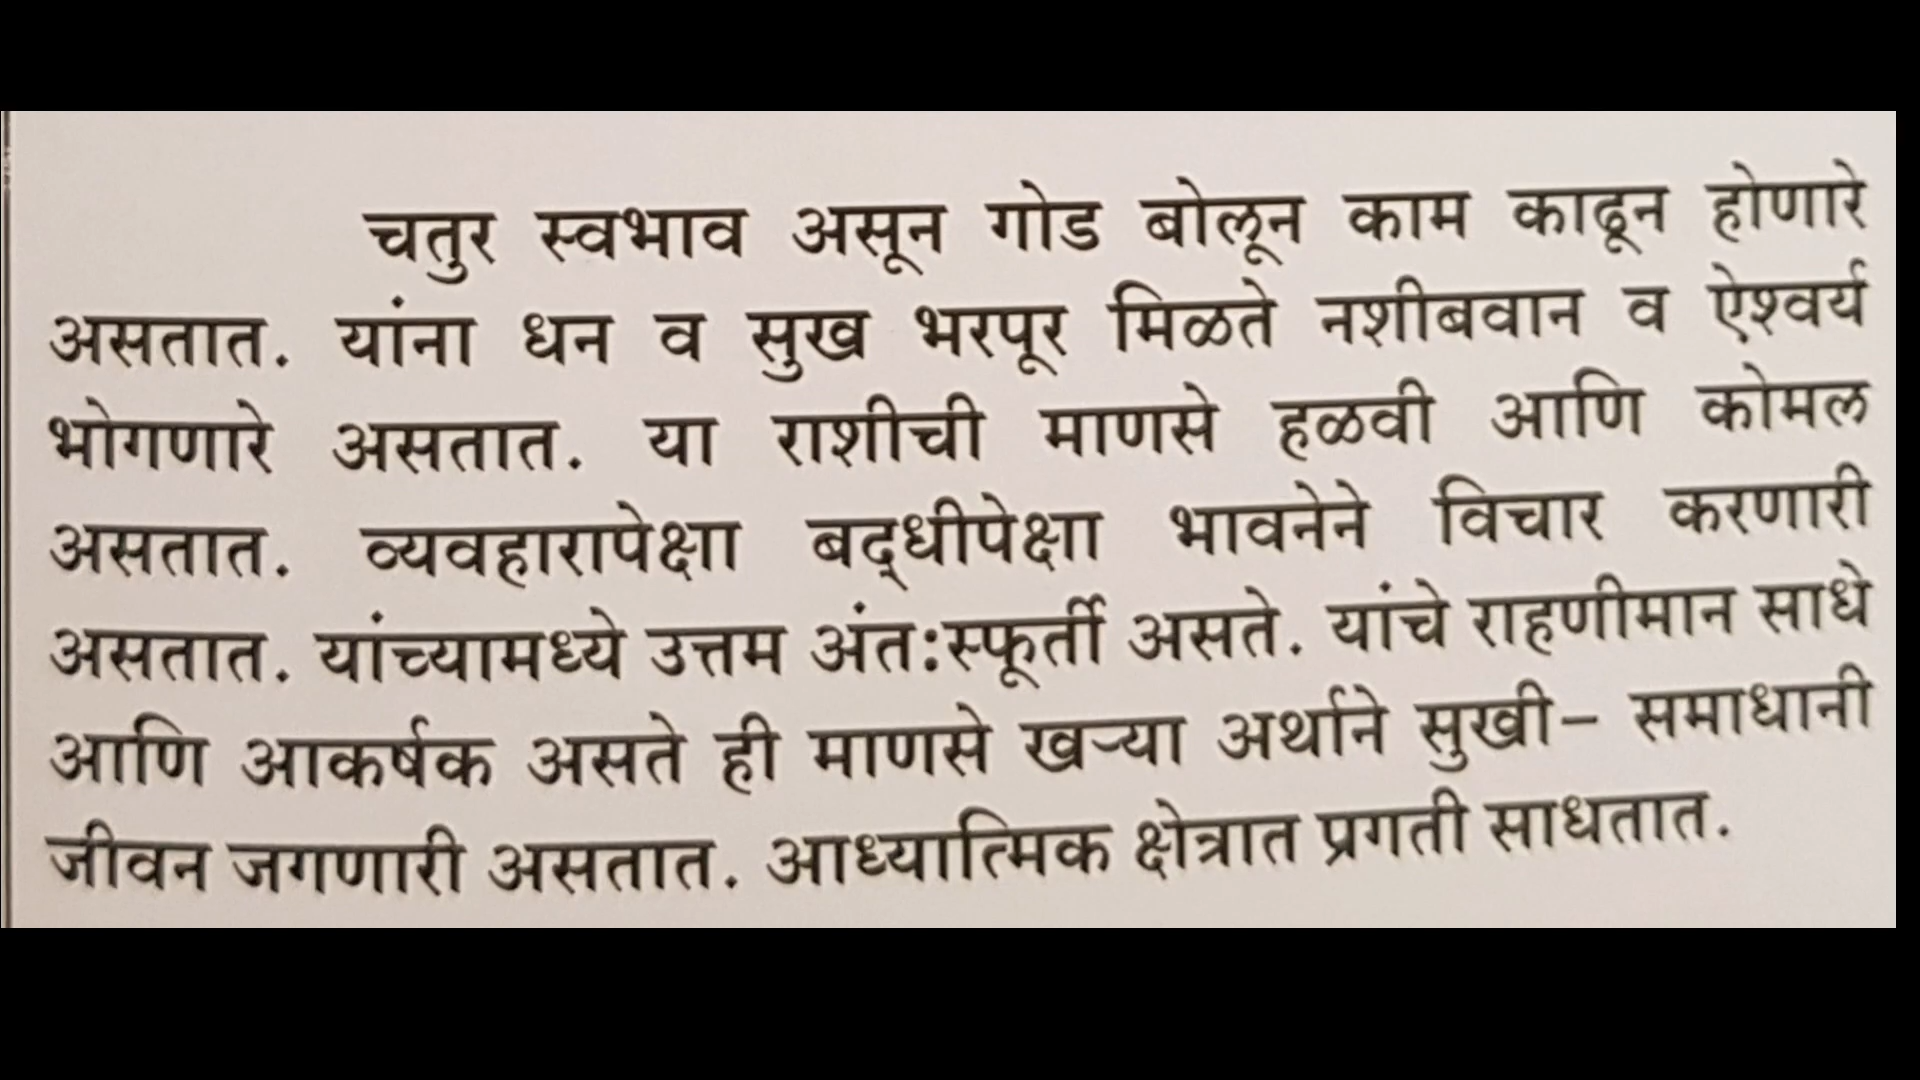 चतुर स्वभाव असून गोड बोलून काम काढून होणारे
असतात. यांना धन व सुख भरपूर मिळते नशीबवान व ऐश्वर्य
भोगणारे असतात. या राशीची माणसे हळवी आणि कोमल
असतात. व्यवहारापेक्षा बद्‌धीपेक्षा भावनेने विचार करणारी
असतात. यांच्यामध्ये उत्तम अंत:स्फूर्ती असते. यांचे राहणीमान साधे
आणि आकर्षक असते ही माणसे खऱ्या अर्थाने सुखी– समाधानी
जीवन जगणारी असतात. आध्यात्मिक क्षेत्रात प्रगती साधतात.